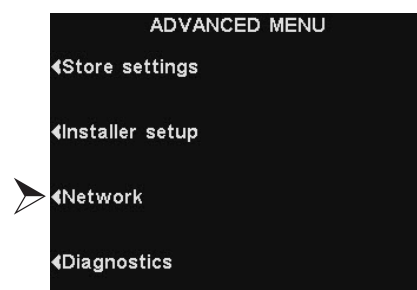 ADVANCED MENU
Store settings
Installer setup
Network
Diagnostics